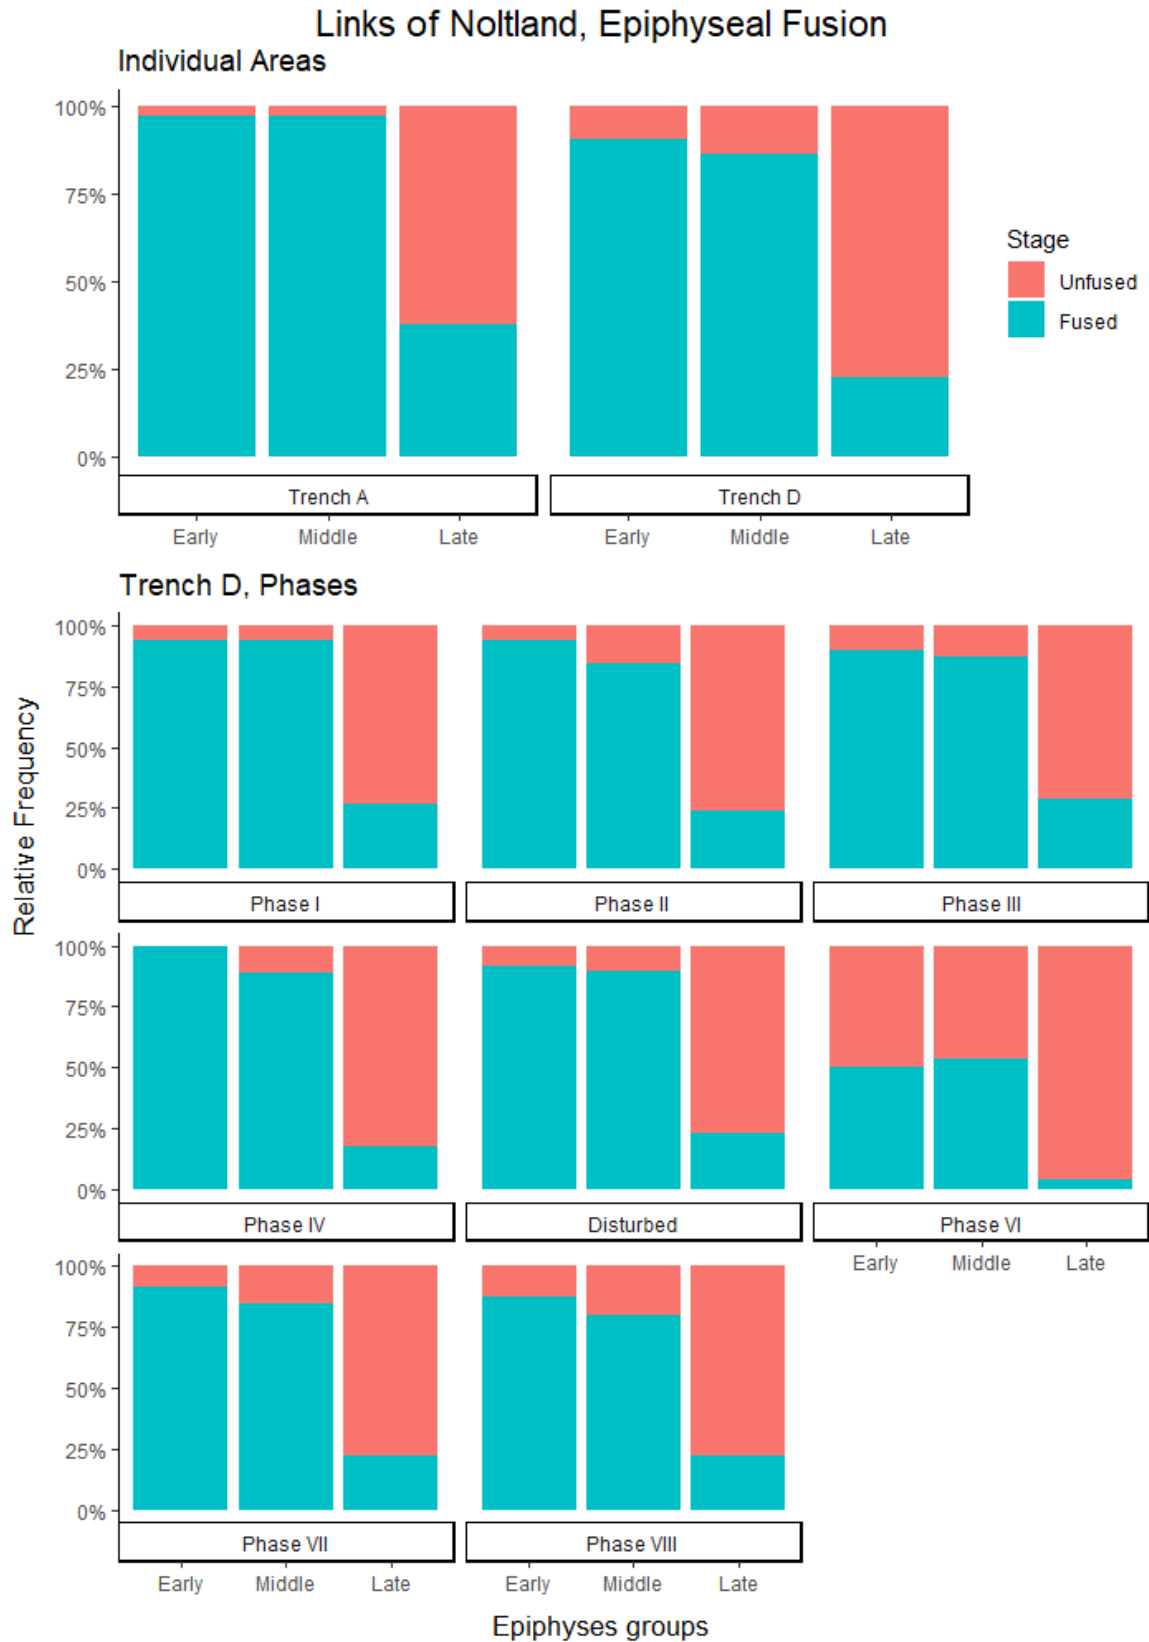 Links of Noltland, Epiphyseal Fusion
Individual Areas
100%
75%
50%
25%
0%
Stage
Unfused
Fused
Trench A
Trench D
Early Middle Late Early Middle Late
Trench D, Phases
Relative Frequency
100%
75%
50%
25%
0%
Phase I Phase II Phase III
100%
75%
50%
25%
0%
Phase IV Disturbed Phase VI
Early Middle Late
100%
75%
50%
25%
0%
Phase VII Phase VIII
Early Middle Late Early Middle Late
Epiphyses groups